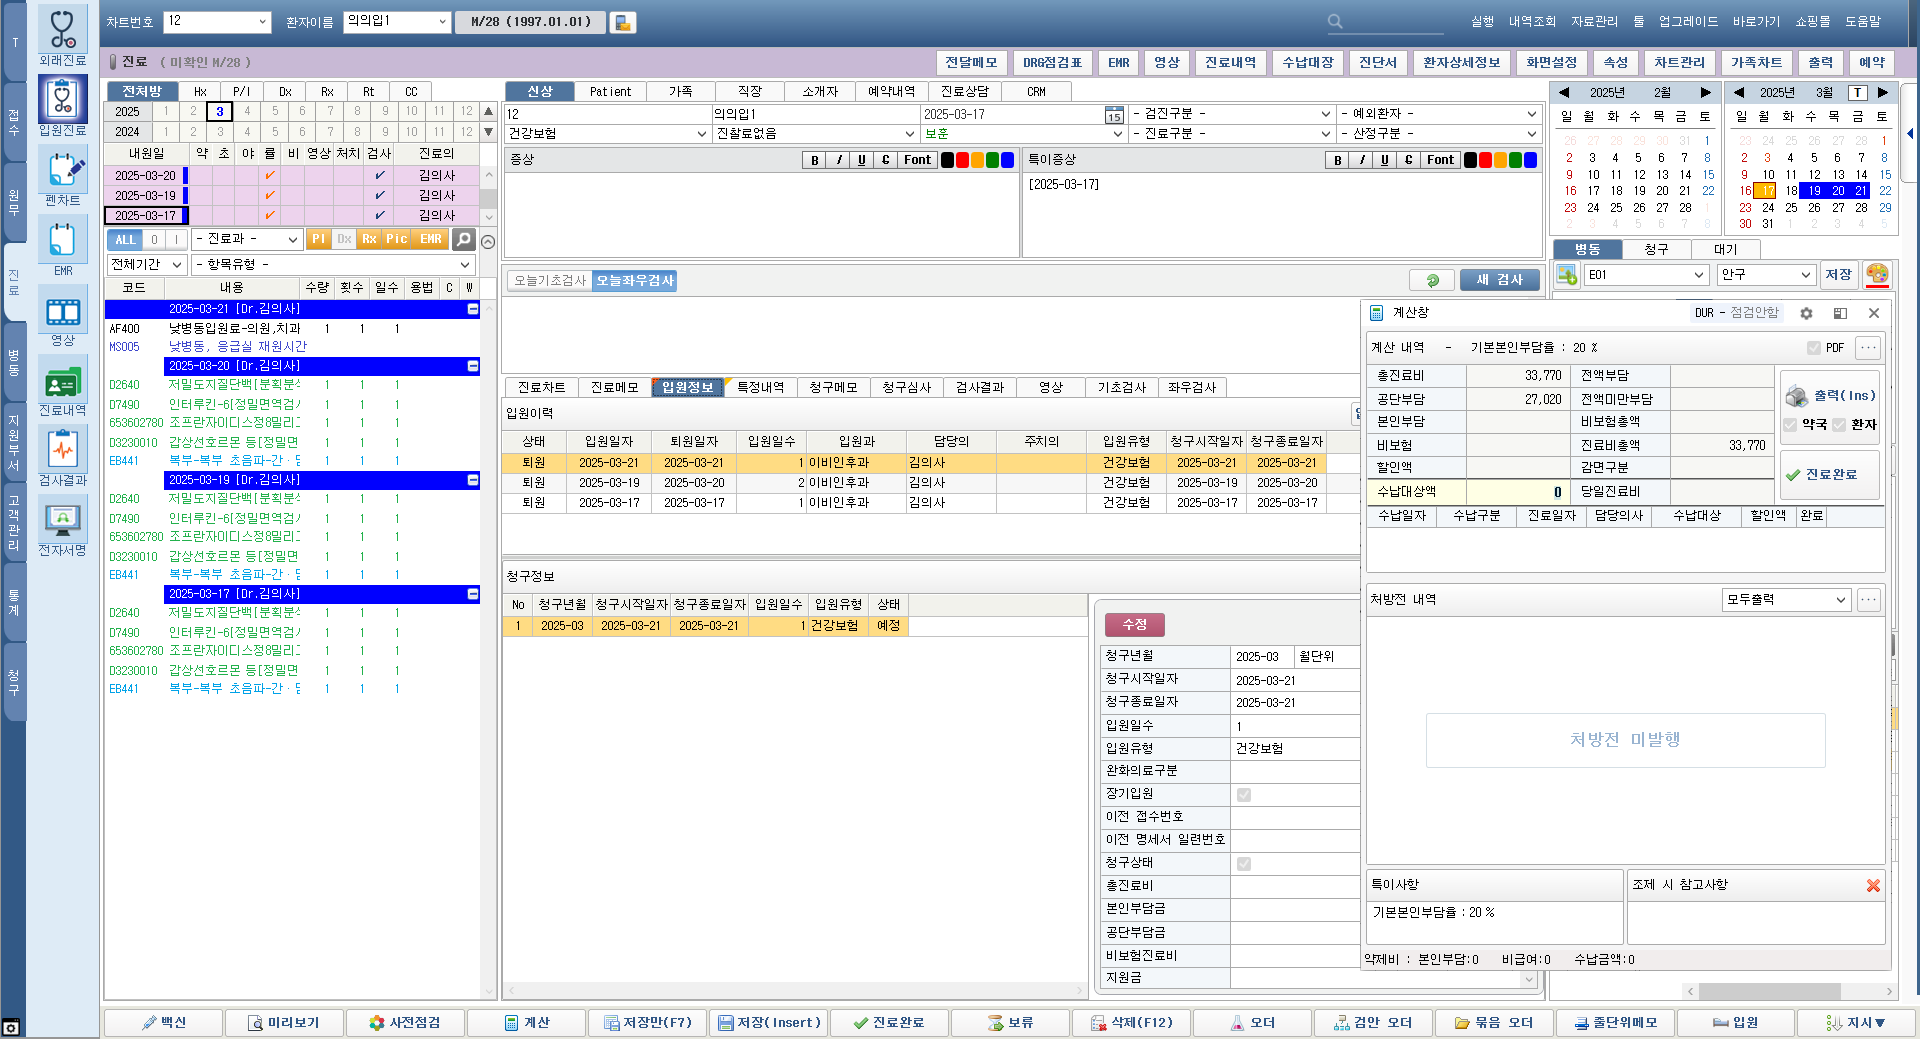 차트번호 12 환자이름 의의입1 M/28 (1997.01.01) 실행 내역조회 자료관리 툴 업그레이드 바로가기 쇼핑몰 도움말
T
접수
원무
진료
병동
지원부서
고객관리
통계
청구
외래진료
입원진료
펜차트
EMR
영상
진료내역
검사결과
전자서명
진료 ( 미확인 M/28 ) 전달메모 DRG점검표 EMR 영상 진료내역 수납대장 진단서 환자상세정보 화면설정 속성 차트관리 가족차트 출력 예약
전처방 Hx P/I Dx Rx Rt CC
2025 1 2 3 4 5 6 7 8 9 10 11 12 ▲
2024 1 2 3 4 5 6 7 8 9 10 11 12 ▼
내원일 약 초 야 률 비 영상 처치 검사 진료의
2025-03-20 ✓ ✓ 김의사
2025-03-19 ✓ ✓ 김의사
2025-03-17 ✓ ✓ 김의사
ALL O I - 진료과 - PI Dx Rx Pic EMR
전체기간 - 항목유형 -
코드 내용 수량 횟수 일수 용법 C W
2025-03-21 [Dr.김의사]
AF400 낮병동입원료-의원,치과 1 1 1
MS005 낮병동, 응급실 재원시간
2025-03-20 [Dr.김의사]
D2640 저밀도지질단백[분획분석 1 1 1
D7490 인터루킨-6[정밀면역검사 1 1 1
653602780 조프란자이디스정8밀리그 1 1 1
D3230010 갑상선호르몬 등[정밀면 1 1 1
EB441 복부-복부 초음파-간·담 1 1 1
2025-03-19 [Dr.김의사]
D2640 저밀도지질단백[분획분석 1 1 1
D7490 인터루킨-6[정밀면역검사 1 1 1
653602780 조프란자이디스정8밀리그 1 1 1
D3230010 갑상선호르몬 등[정밀면 1 1 1
EB441 복부-복부 초음파-간·담 1 1 1
2025-03-17 [Dr.김의사]
D2640 저밀도지질단백[분획분석 1 1 1
D7490 인터루킨-6[정밀면역검사 1 1 1
653602780 조프란자이디스정8밀리그 1 1 1
D3230010 갑상선호르몬 등[정밀면 1 1 1
EB441 복부-복부 초음파-간·담 1 1 1
신상 Patient 가족 직장 소개자 예약내역 진료상담 CRM
12 의의입1 2025-03-17 15 - 검진구분 - - 예외환자 -
건강보험 진찰료없음 보훈 - 진료구분 - - 산정구분 -
증상 B I U C Font
특이증상 B I U C Font
[2025-03-17]
오늘기초검사 오늘좌우검사 새 검사
진료차트 진료메모 입원정보 특정내역 청구메모 청구심사 검사결과 영상 기초검사 좌우검사
입원이력
상태 입원일자 퇴원일자 입원일수 입원과 담당의 주치의 입원유형 청구시작일자 청구종료일자
퇴원 2025-03-21 2025-03-21 1 이비인후과 김의사 건강보험 2025-03-21 2025-03-21
퇴원 2025-03-19 2025-03-20 2 이비인후과 김의사 건강보험 2025-03-19 2025-03-20
퇴원 2025-03-17 2025-03-17 1 이비인후과 김의사 건강보험 2025-03-17 2025-03-17
청구정보
No 청구년월 청구시작일자 청구종료일자 입원일수 입원유형 상태
1 2025-03 2025-03-21 2025-03-21 1 건강보험 예정
수정
청구년월 2025-03 월단위
청구시작일자 2025-03-21
청구종료일자 2025-03-21
입원일수 1
입원유형 건강보험
완화의료구분
장기입원
이전 접수번호
이전 명세서 일련번호
청구상태
총진료비
본인부담금
공단부담금
비보험진료비
지원금
◀ 2025년 2월 ▶
일 월 화 수 목 금 토
26 27 28 29 30 31 1
2 3 4 5 6 7 8
9 10 11 12 13 14 15
16 17 18 19 20 21 22
23 24 25 26 27 28 1
2 3 4 5 6 7 8
◀ 2025년 3월 T ▶
일 월 화 수 목 금 토
23 24 25 26 27 28 1
2 3 4 5 6 7 8
9 10 11 12 13 14 15
16 17 18 19 20 21 22
23 24 25 26 27 28 29
30 31 1 2 3 4 5
병동 청구 대기
E01 안구 저장
계산창 DUR - 점검안함
계산 내역 - 기본본인부담율 : 20 % PDF ...
총진료비 33,770 전액부담
공단부담 27,020 전액미만부담
본인부담 비보험총액
비보험 진료비총액 33,770
할인액 감면구분
수납대상액 0 당일진료비
출력(Ins)
약국 환자
진료완료
수납일자 수납구분 진료일자 담당의사 수납대상 할인액 완료
처방전 내역 모두출력 ...
처방전 미발행
특이사항
기본본인부담율 : 20 %
조제 시 참고사항
약제비 : 본인부담:0 비급여:0 수납금액:0
백신 미리보기 사전점검 계산 저장만(F7) 저장(Insert) 진료완료 보류 삭제(F12) 오더 검안 오더 묶음 오더 줄단위메모 입원 지시▼